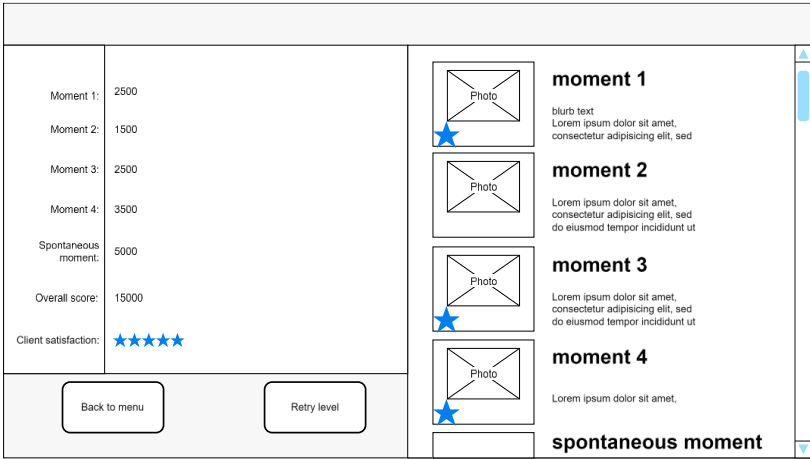 Moment 1: 2500
Moment 2: 1500
Moment 3: 2500
Moment 4: 3500
Spontaneous
moment: 5000
Overall score: 15000
Client satisfaction:
Back to menu
Retry level
Photo
moment 1
blurb text
Lorem ipsum dolor sit amet,
consectetur adipisicing elit, sed
Photo
moment 2
Lorem ipsum dolor sit amet,
consectetur adipisicing elit, sed
do eiusmod tempor incididunt ut
Photo
moment 3
Lorem ipsum dolor sit amet,
consectetur adipisicing elit, sed
do eiusmod tempor incididunt ut
Photo
moment 4
Lorem ipsum dolor sit amet,
spontaneous moment